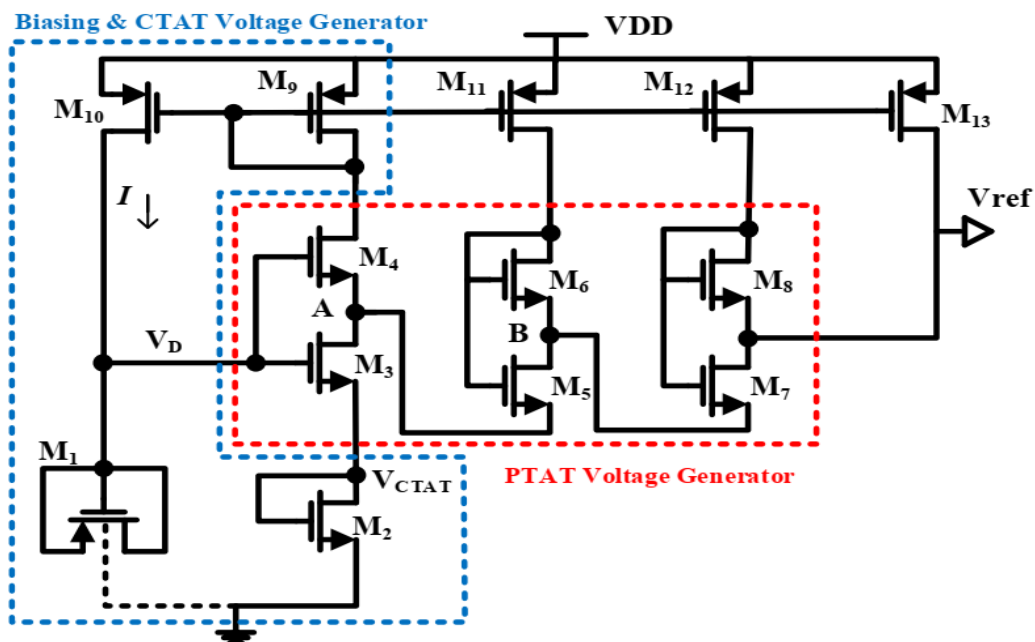 Biasing & CTAT Voltage Generator
VDD
M10
M9
M11
M12
M13
I
Vref
M4
M6
M8
A
B
VD
M3
M5
M7
M1
VCTAT
PTAT Voltage Generator
M2